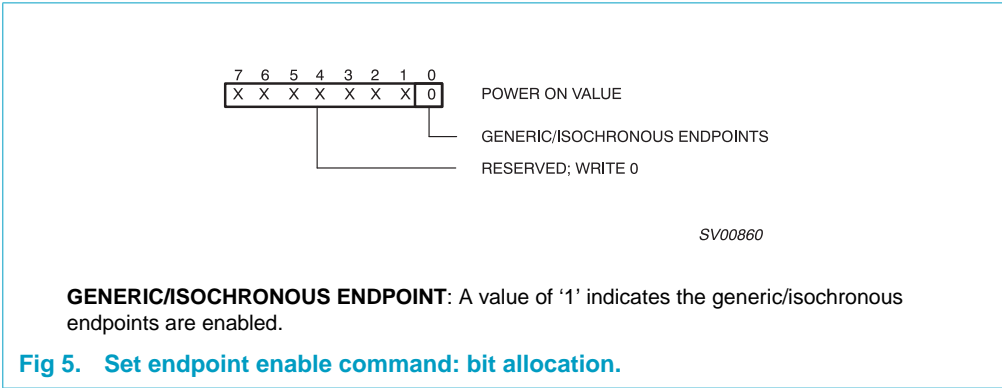 7 6 5 4 3 2 1 0
X X X X X X X 0 POWER ON VALUE
GENERIC/ISOCHRONOUS ENDPOINTS
RESERVED; WRITE 0
SV00860
GENERIC/ISOCHRONOUS ENDPOINT: A value of ‘1’ indicates the generic/isochronous
endpoints are enabled.
Fig 5. Set endpoint enable command: bit allocation.